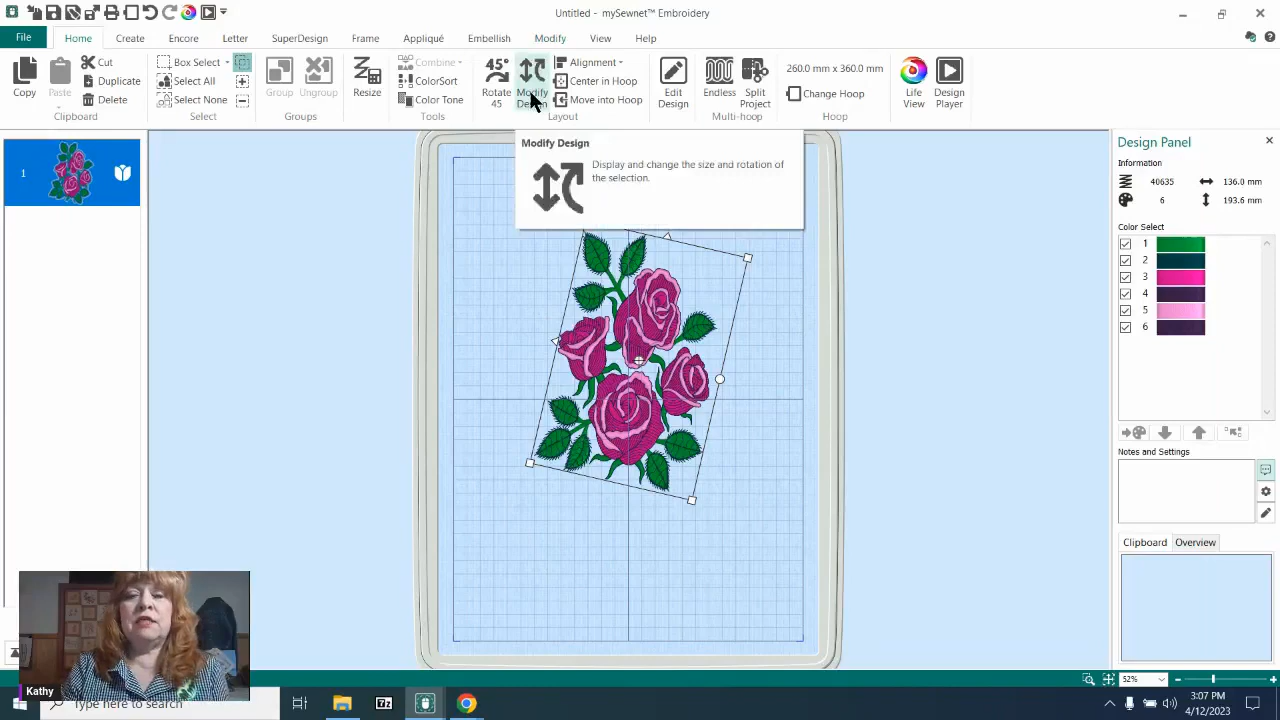 Untitled - mySewnet™ Embroidery
File Home Create Encore Letter SuperDesign Frame Appliqué Embellish Modify View Help
Copy Paste Cut Duplicate Delete
Clipboard
Box Select Select All Select None
Select
Group Ungroup
Groups
Resize
Combine ColorSort Color Tone
Tools
Rotate 45
Modify Design
Alignment Center in Hoop Move into Hoop
Layout
Edit Design
Endless Split Project
Multi-hoop
260.0 mm x 360.0 mm
Change Hoop
Hoop
Life View
Design Player
1
Modify Design
Display and change the size and rotation of
the selection.
Design Panel
Information
40635 136.0 mm
6 193.6 mm
Color Select
1
2
3
4
5
6
Notes and Settings
Clipboard Overview
Kathy
52%
Type here to search
7z
3:07 PM
4/12/2023